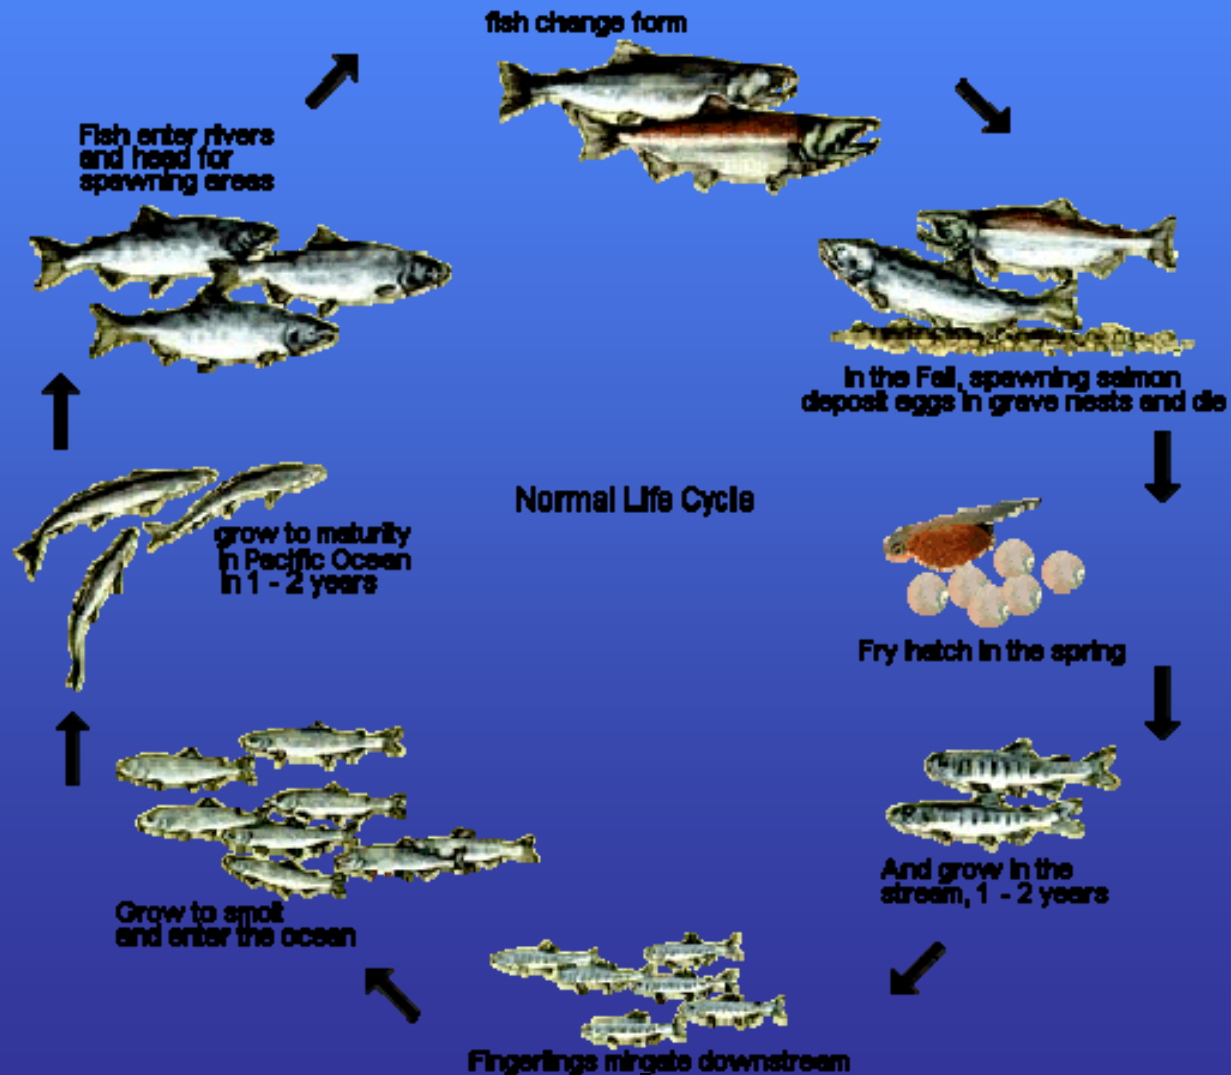 fish change form
Fish enter rivers
and head for
spawning areas
In the Fall, spawning salmon
deposit eggs in grave nests and die
Normal Life Cycle
grow to maturity
in Pacific Ocean
in 1 - 2 years
Fry hatch in the spring
And grow in the
stream, 1 - 2 years
Grow to smolt
and enter the ocean
Fingerlings mingate downstream